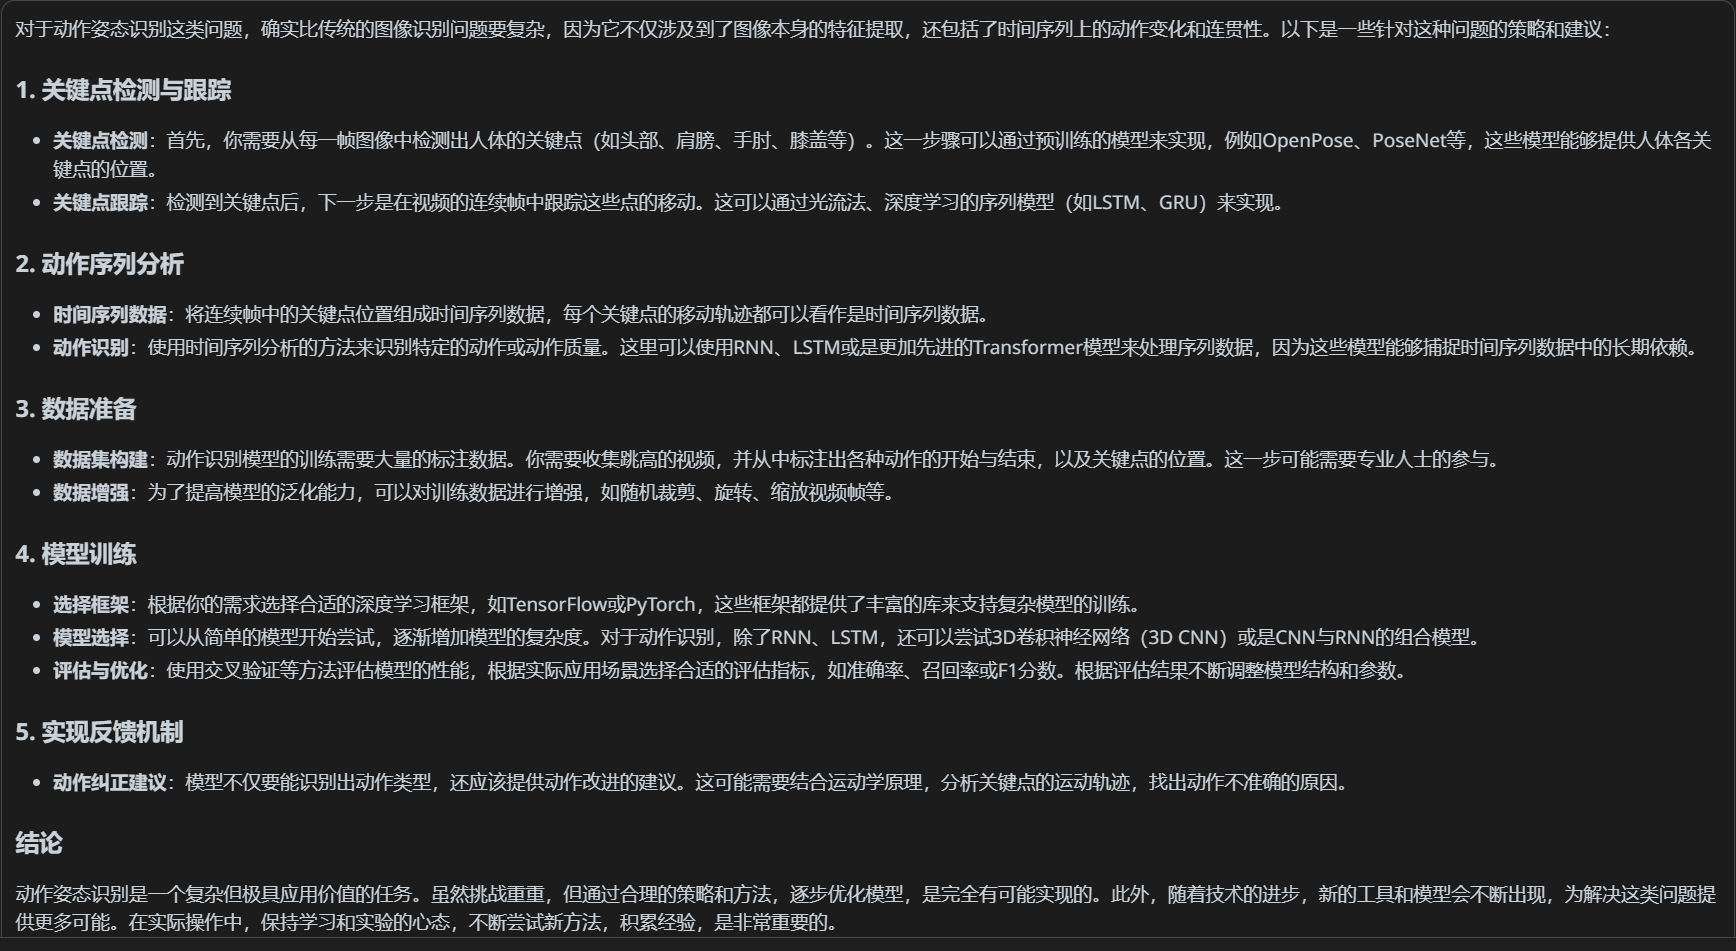 对于动作姿态识别这类问题，确实比传统的图像识别问题要复杂，因为它不仅涉及到了图像本身的特征提取，还包括了时间序列上的动作变化和连贯性。以下是一些针对这种问题的策略和建议：
1. 关键点检测与跟踪
• 关键点检测：首先，你需要从每一帧图像中检测出人体的关键点（如头部、肩膀、手肘、膝盖等）。这一步骤可以通过预训练的模型来实现，例如OpenPose、PoseNet等，这些模型能够提供人体各关
键点的位置。
• 关键点跟踪：检测到关键点后，下一步是在视频的连续帧中跟踪这些点的移动。这可以通过光流法、深度学习的序列模型（如LSTM、GRU）来实现。
2. 动作序列分析
• 时间序列数据：将连续帧中的关键点位置组成时间序列数据，每个关键点的移动轨迹都可以看作是时间序列数据。
• 动作识别：使用时间序列分析的方法来识别特定的动作或动作质量。这里可以使用RNN、LSTM或是更加先进的Transformer模型来处理序列数据，因为这些模型能够捕捉时间序列数据中的长期依赖。
3. 数据准备
• 数据集构建：动作识别模型的训练需要大量的标注数据。你需要收集跳高的视频，并从中标注出各种动作的开始与结束，以及关键点的位置。这一步可能需要专业人士的参与。
• 数据增强：为了提高模型的泛化能力，可以对训练数据进行增强，如随机裁剪、旋转、缩放视频帧等。
4. 模型训练
• 选择框架：根据你的需求选择合适的深度学习框架，如TensorFlow或PyTorch，这些框架都提供了丰富的库来支持复杂模型的训练。
• 模型选择：可以从简单的模型开始尝试，逐渐增加模型的复杂度。对于动作识别，除了RNN、LSTM，还可以尝试3D卷积神经网络（3D CNN）或是CNN与RNN的组合模型。
• 评估与优化：使用交叉验证等方法评估模型的性能，根据实际应用场景选择合适的评估指标，如准确率、召回率或F1分数。根据评估结果不断调整模型结构和参数。
5. 实现反馈机制
• 动作纠正建议：模型不仅要能识别出动作类型，还应该提供动作改进的建议。这可能需要结合运动学原理，分析关键点的运动轨迹，找出动作不准确的原因。
结论
动作姿态识别是一个复杂但极具应用价值的任务。虽然挑战重重，但通过合理的策略和方法，逐步优化模型，是完全有可能实现的。此外，随着技术的进步，新的工具和模型会不断出现，为解决这类问题提
供更多可能。在实际操作中，保持学习和实验的心态，不断尝试新方法，积累经验，是非常重要的。